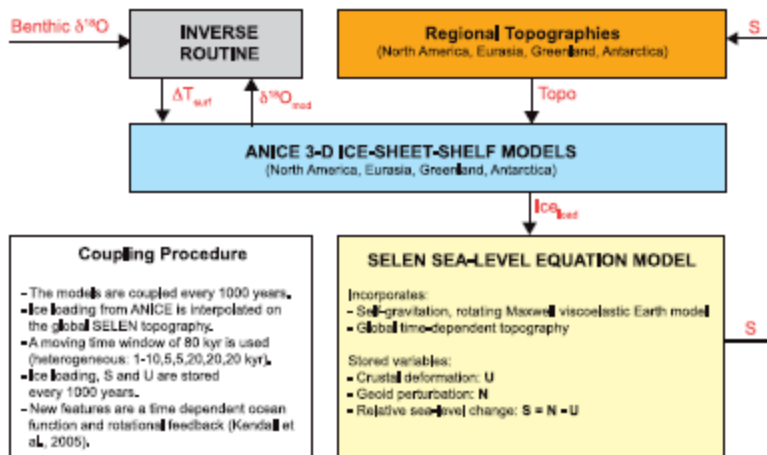 Benthic δ¹⁸O
INVERSE
ROUTINE
Regional Topographies
(North America, Eurasia, Greenland, Antarctica)
S
ΔTsurf
δ¹⁸Omod
Topo
ANICE 3-D ICE-SHEET-SHELF MODELS
(North America, Eurasia, Greenland, Antarctica)
Iceload
Coupling Procedure
- The models are coupled every 1000 years.
- Ice loading from ANICE is interpolated
on the global SELEN topography.
- A moving time window of 80 kyr is used
(heterogeneous: 1-10,5,5,20,20,20 kyr).
- Ice loading, S and U are stored
every 1000 years.
- New features are a time dependent ocean
function and rotational feedback (Kendall et
al., 2005).
SELEN SEA-LEVEL EQUATION MODEL
Incorporates:
- Self-gravitation, rotating Maxwell viscoelastic Earth model
- Global time-dependent topography
Stored variables:
- Crustal deformation: U
- Geoid perturbation: N
- Relative sea-level change: S = N - U
S